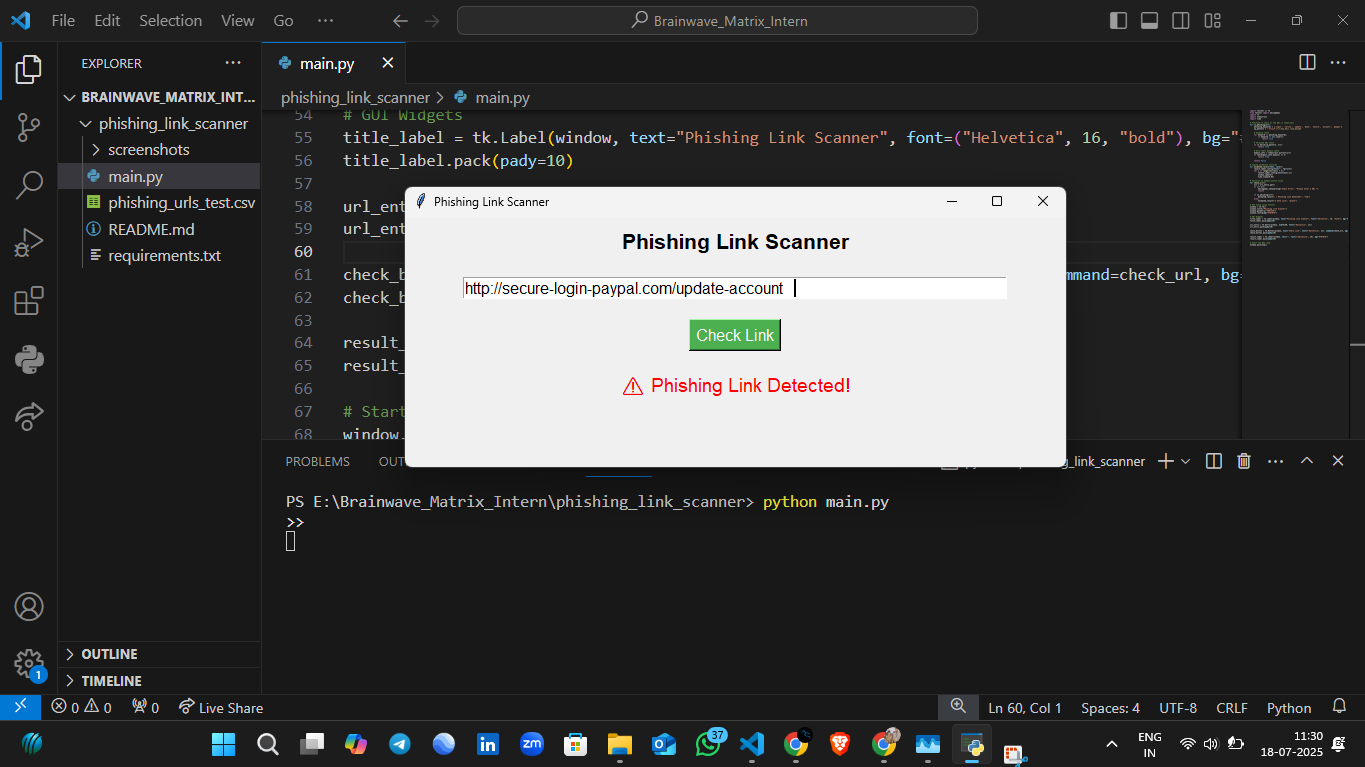 File Edit Selection View Go ··· Brainwave_Matrix_Intern
EXPLORER ···
BRAINWAVE_MATRIX_INT...
phishing_link_scanner
screenshots
main.py
phishing_urls_test.csv
README.md
requirements.txt
OUTLINE
TIMELINE
main.py
phishing_link_scanner > main.py
54 # GUI Widgets
55 title_label = tk.Label(window, text="Phishing Link Scanner", font=("Helvetica", 16, "bold"), bg="
56 title_label.pack(pady=10)
57
58 url_ent
59 url_ent
60
61 check_b mmand=check_url, bg=
62 check_b
63
64 result_
65 result_
66
67 # Start
68 window.
Phishing Link Scanner
Phishing Link Scanner
http://secure-login-paypal.com/update-account
Check Link
⚠ Phishing Link Detected!
PROBLEMS OUT g_link_scanner
PS E:\Brainwave_Matrix_Intern\phishing_link_scanner> python main.py
>>
1
0 0 0 Live Share Ln 60, Col 1 Spaces: 4 UTF-8 CRLF Python
in zm 37 ENG
IN
11:30
18-07-2025